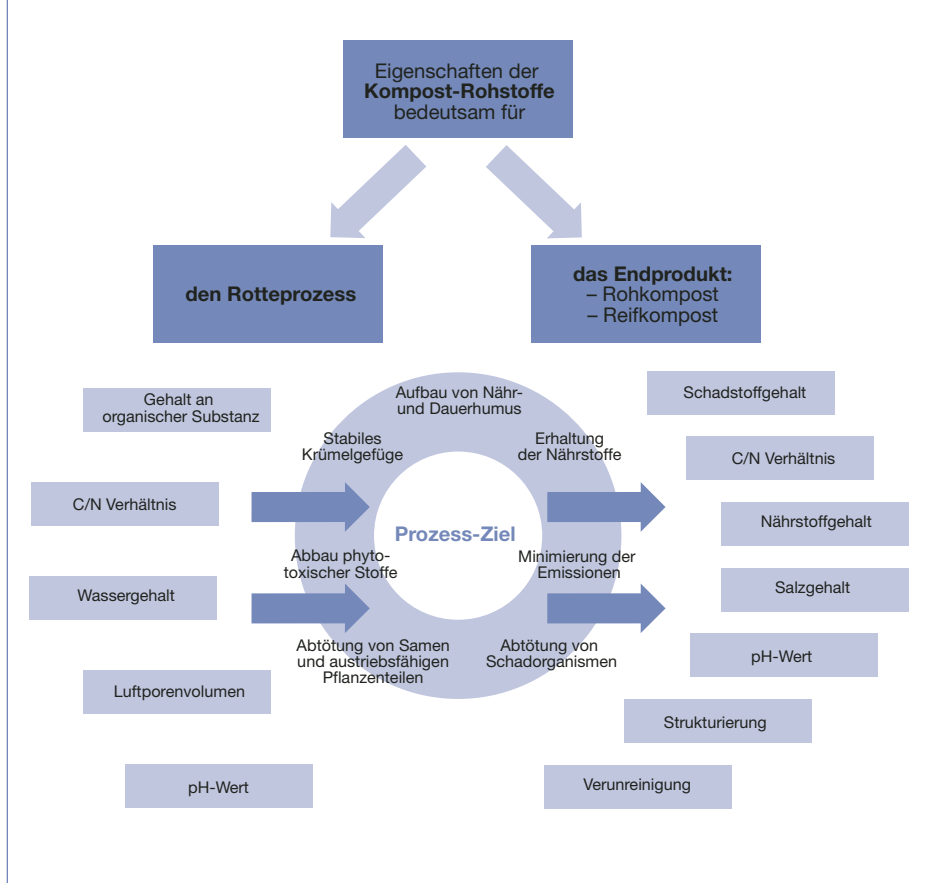 Eigenschaften der
Kompost-Rohstoffe
bedeutsam für
den Rotteprozess
das Endprodukt:
– Rohkompost
– Reifkompost
Gehalt an
organischer Substanz
C/N Verhältnis
Wassergehalt
Luftporenvolumen
pH-Wert
Aufbau von Nähr-
und Dauerhumus
Stabiles
Krümelgefüge
Erhaltung
der Nährstoffe
Prozess-Ziel
Abbau phyto-
toxischer Stoffe
Minimierung der
Emissionen
Abtötung von Samen
und austriebsfähigen
Pflanzenteilen
Abtötung von
Schadorganismen
Schadstoffgehalt
C/N Verhältnis
Nährstoffgehalt
Salzgehalt
pH-Wert
Strukturierung
Verunreinigung